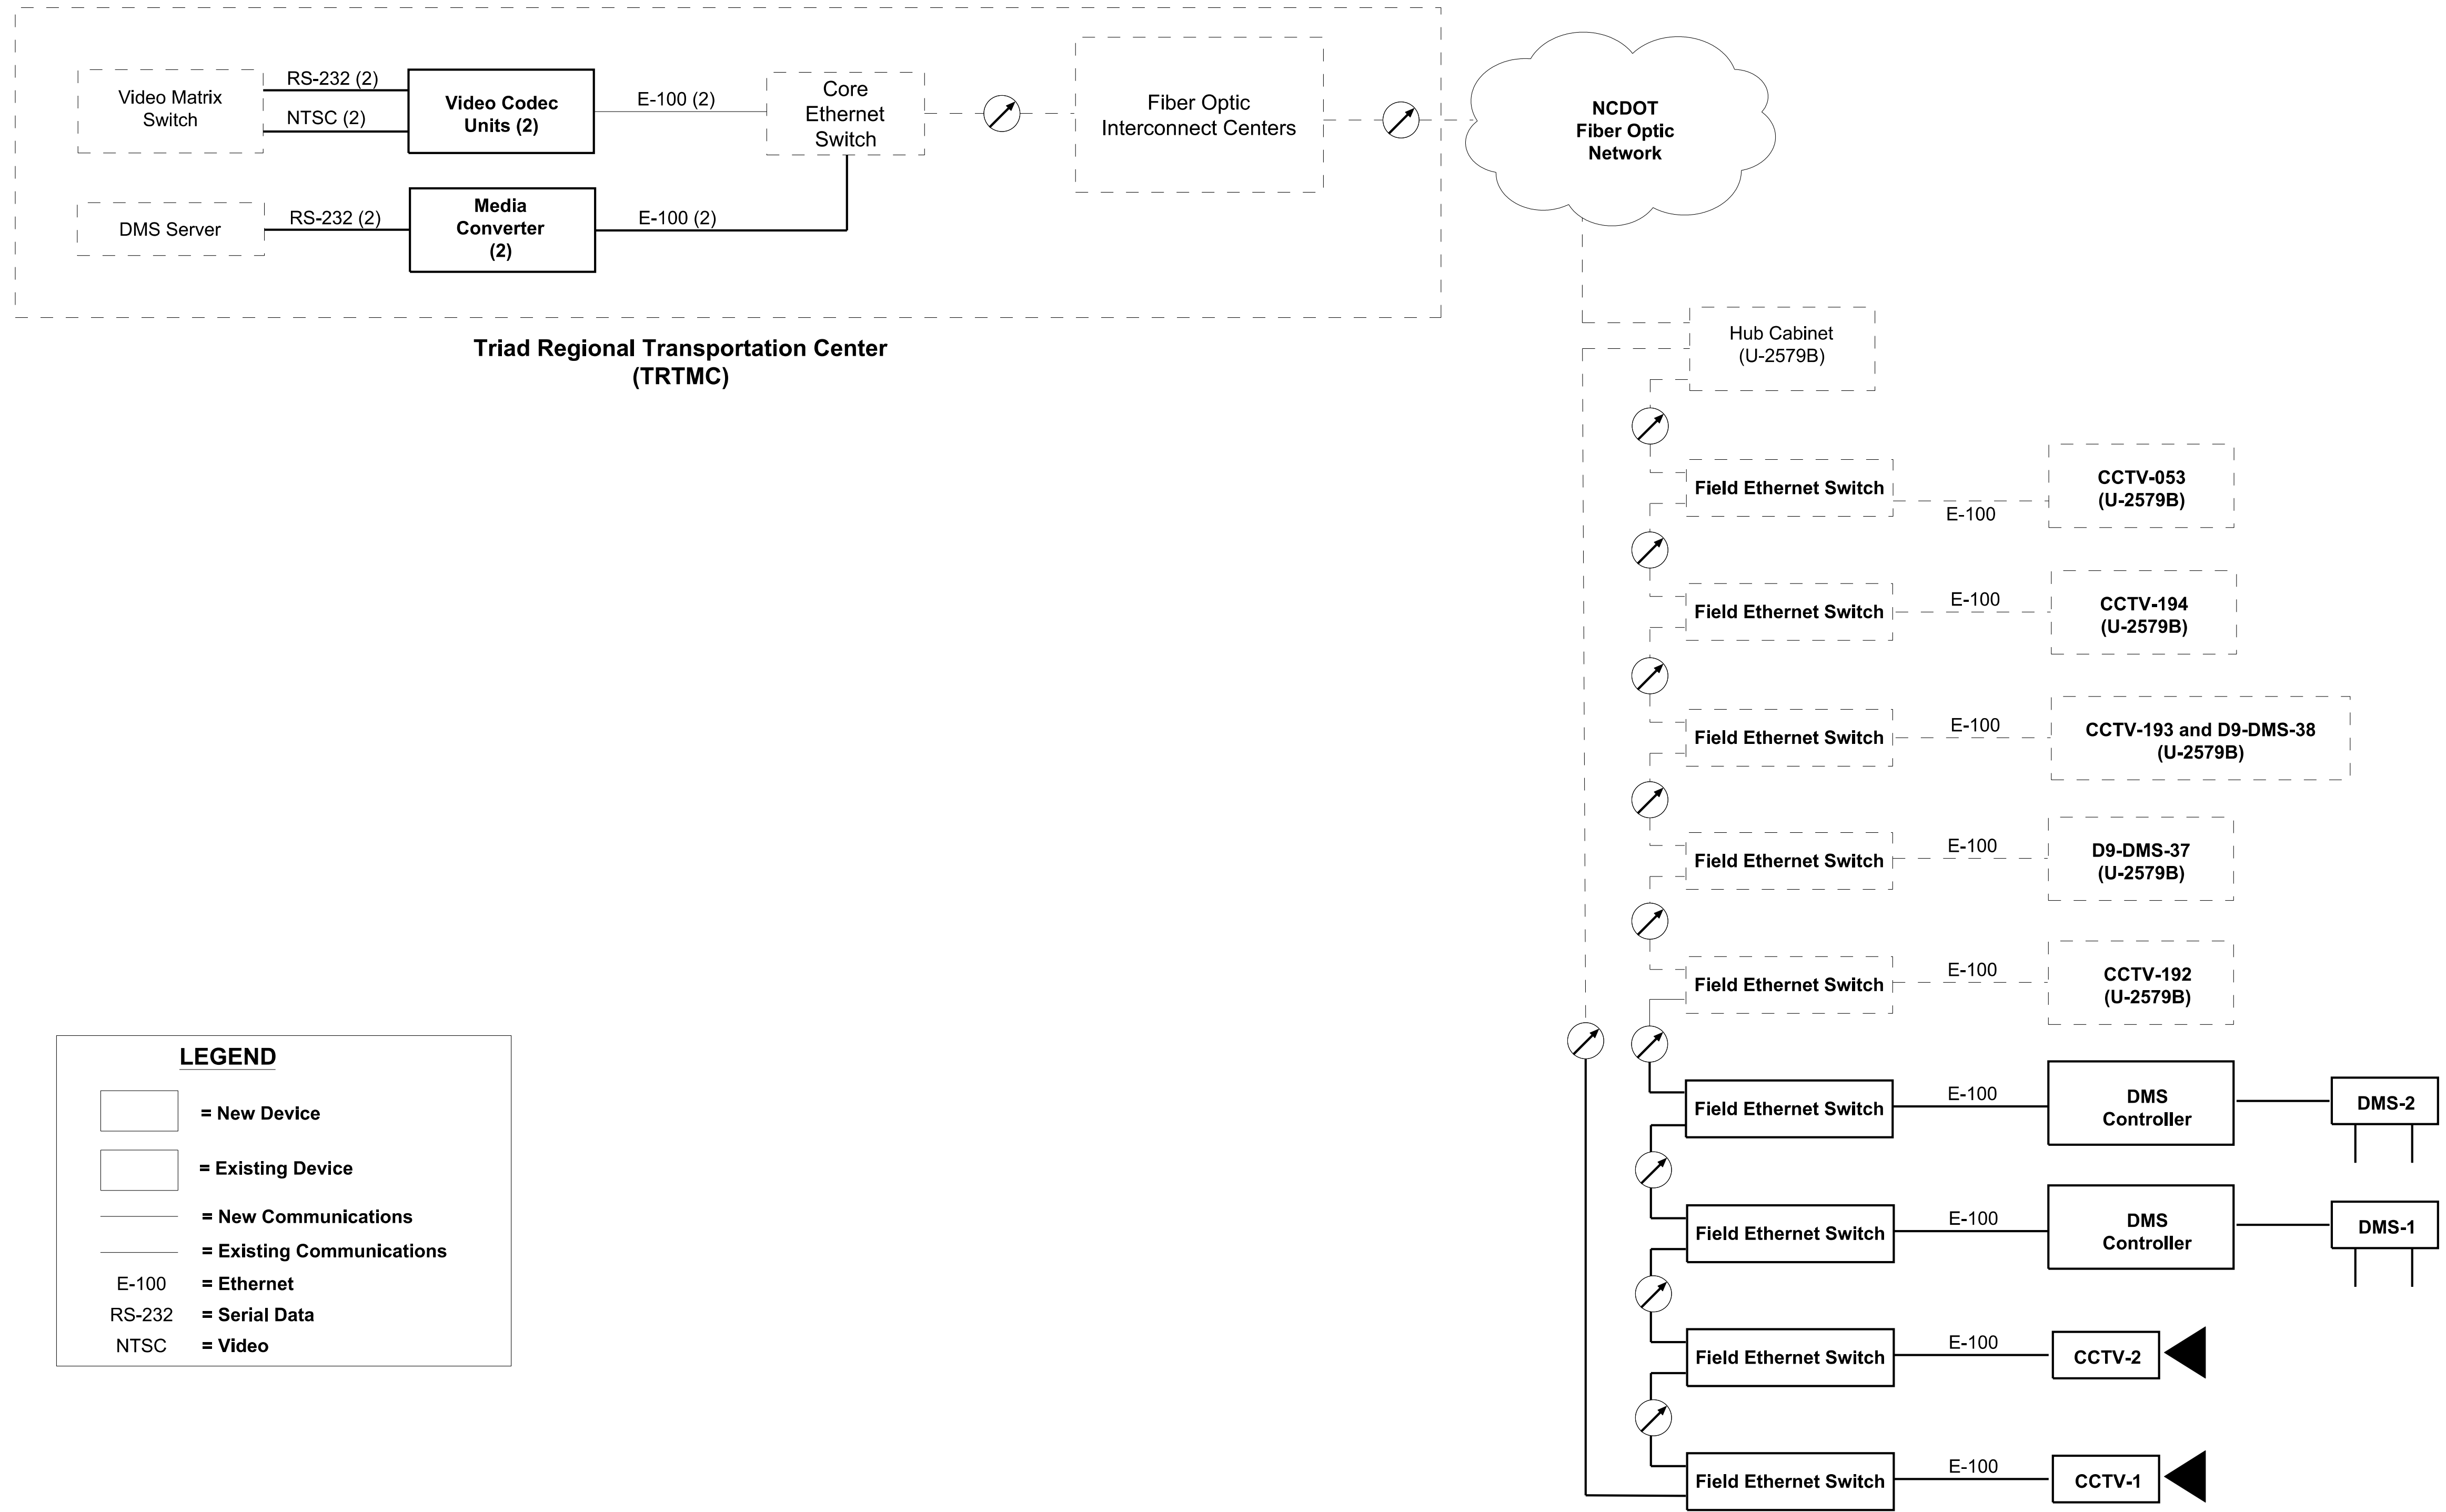 RS-232 (2)
Video Matrix
Switch
NTSC (2)
Video Codec
Units (2)
E-100 (2)
Core
Ethernet
Switch
Fiber Optic
Interconnect Centers
NCDOT
Fiber Optic
Network
DMS Server
RS-232 (2)
Media
Converter
(2)
E-100 (2)
Triad Regional Transportation Center
(TRTMC)
Hub Cabinet
(U-2579B)
Field Ethernet Switch
E-100
CCTV-053
(U-2579B)
Field Ethernet Switch
E-100
CCTV-194
(U-2579B)
Field Ethernet Switch
E-100
CCTV-193 and D9-DMS-38
(U-2579B)
Field Ethernet Switch
E-100
D9-DMS-37
(U-2579B)
Field Ethernet Switch
E-100
CCTV-192
(U-2579B)
Field Ethernet Switch
E-100
DMS
Controller
DMS-2
Field Ethernet Switch
E-100
DMS
Controller
DMS-1
Field Ethernet Switch
E-100
CCTV-2
Field Ethernet Switch
E-100
CCTV-1
LEGEND
= New Device
= Existing Device
= New Communications
= Existing Communications
E-100 = Ethernet
RS-232 = Serial Data
NTSC = Video